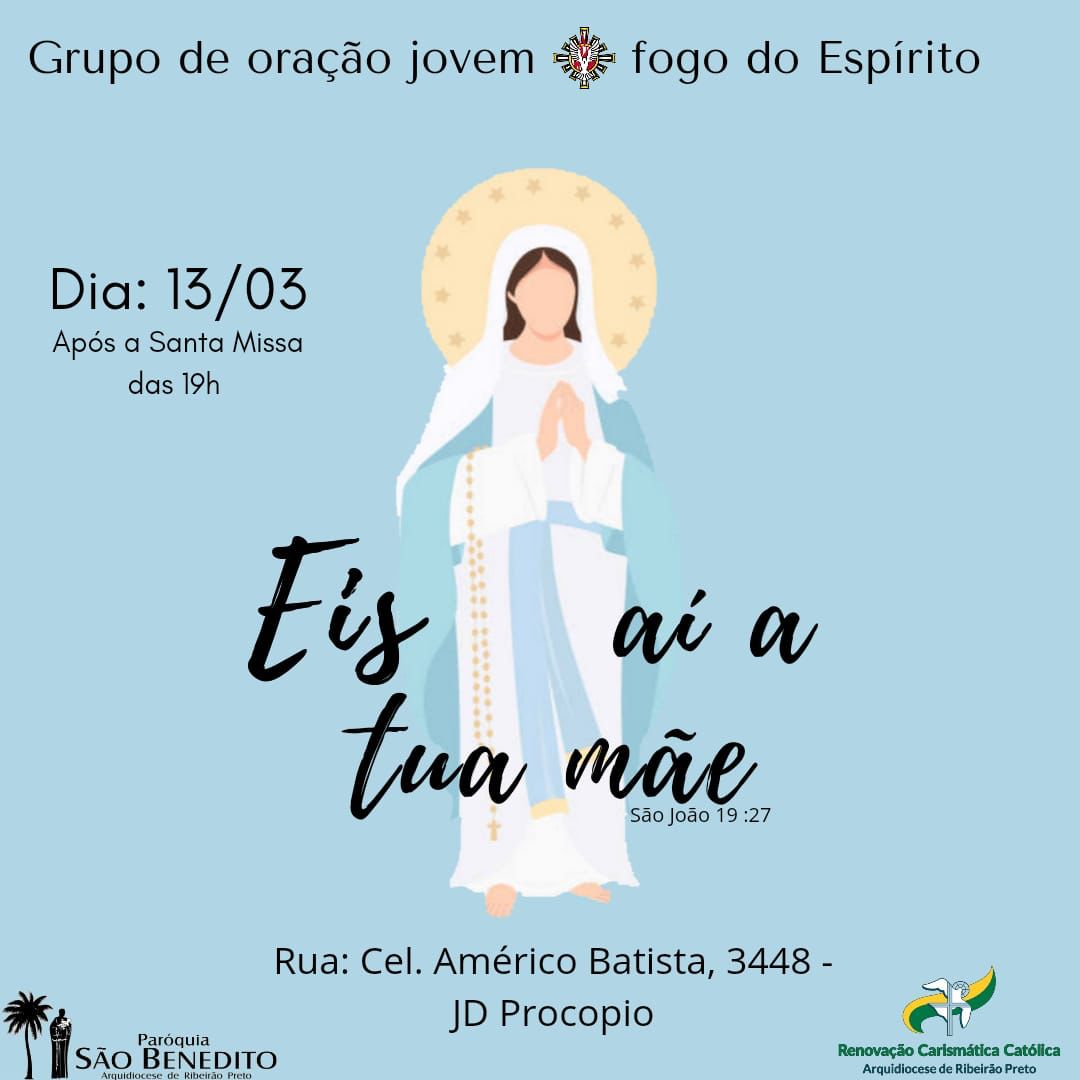 Grupo de oração jovem fogo do Espírito
Dia: 13/03
Após a Santa Missa
das 19h
Eis aí a
tua mãe
São João 19 :27
Rua: Cel. Américo Batista, 3448 -
JD Procopio
Paróquia
SÃO BENEDITO
Arquidiocese de Ribeirão Preto
Renovação Carismática Católica
Arquidiocese de Ribeirão Preto